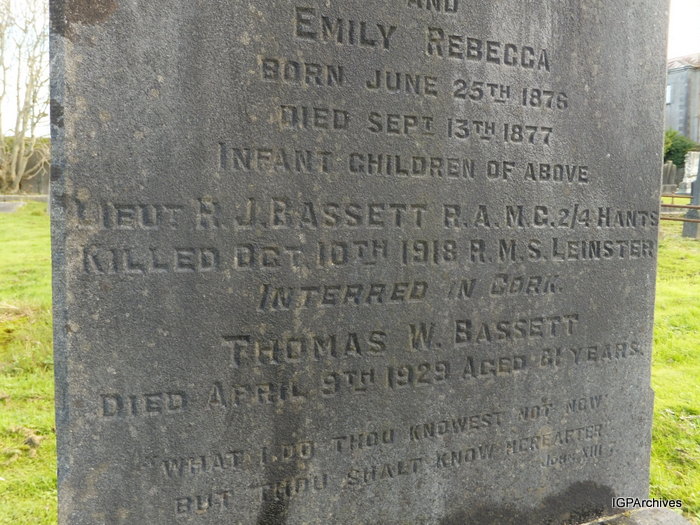 AND
EMILY REBECCA
BORN JUNE 25TH 1876
DIED SEPT 13TH 1877
INFANT CHILDREN OF ABOVE
LIEUT H.J. BASSETT R.A.M.C. 2/4 HANTS
KILLED OCT 10TH 1918 R.M.S. LEINSTER
INTERRED IN CORK.
THOMAS W. BASSETT
DIED APRIL 9TH 1929 AGED 81 YEARS.
"WHAT I DO THOU KNOWEST NOT NOW;
BUT THOU SHALT KNOW HEREAFTER"
JOHN XIII
IGPArchives